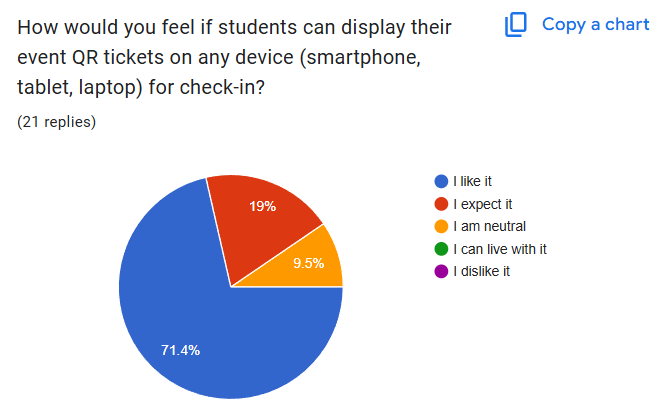 How would you feel if students can display their
event QR tickets on any device (smartphone,
tablet, laptop) for check-in?
Copy a chart
(21 replies)
I like it
I expect it
I am neutral
I can live with it
I dislike it
19%
9.5%
71.4%